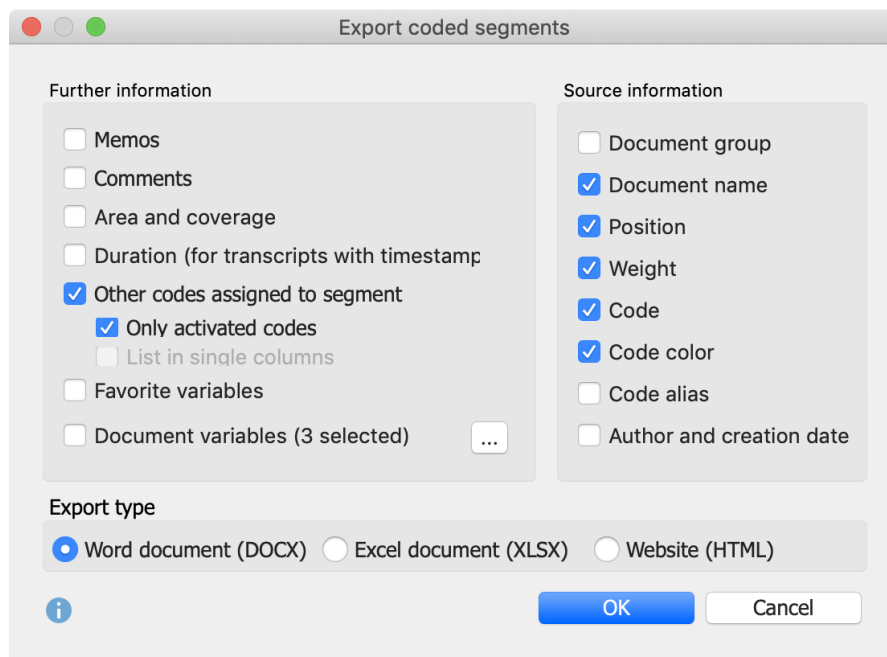 Export coded segments
Further information
Memos
Comments
Area and coverage
Duration (for transcripts with timestamp
Other codes assigned to segment
Only activated codes
List in single columns
Favorite variables
Document variables (3 selected)
...
Source information
Document group
Document name
Position
Weight
Code
Code color
Code alias
Author and creation date
Export type
Word document (DOCX) Excel document (XLSX) Website (HTML)
i
OK Cancel